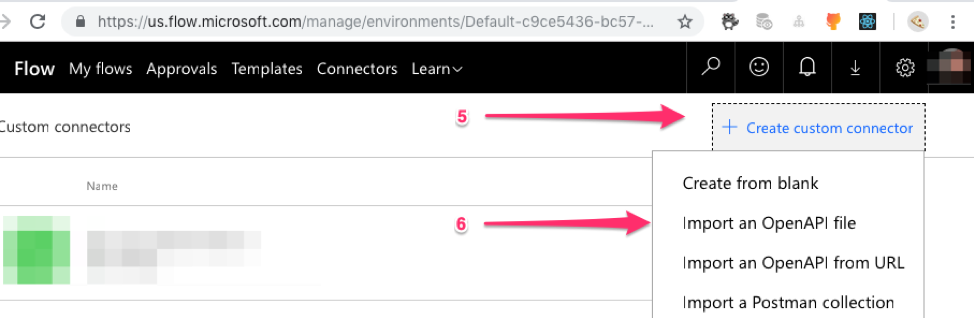 https://us.flow.microsoft.com/manage/environments/Default-c9ce5436-bc57-...
Flow My flows Approvals Templates Connectors Learn
Custom connectors
5
+ Create custom connector
Name
Create from blank
6
Import an OpenAPI file
Import an OpenAPI from URL
Import a Postman collection